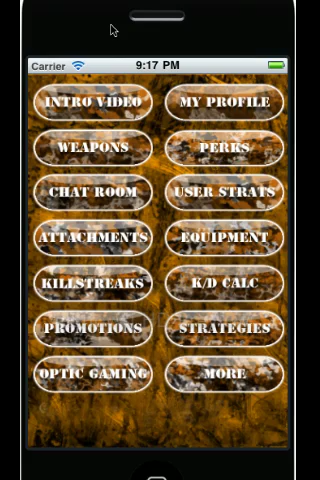 Carrier 9:17 PM
INTRO VIDEO MY PROFILE
WEAPONS PERKS
CHAT ROOM USER STRATS
ATTACHMENTS EQUIPMENT
KILLSTREAKS K/D CALC
PROMOTIONS STRATEGIES
OPTIC GAMING MORE